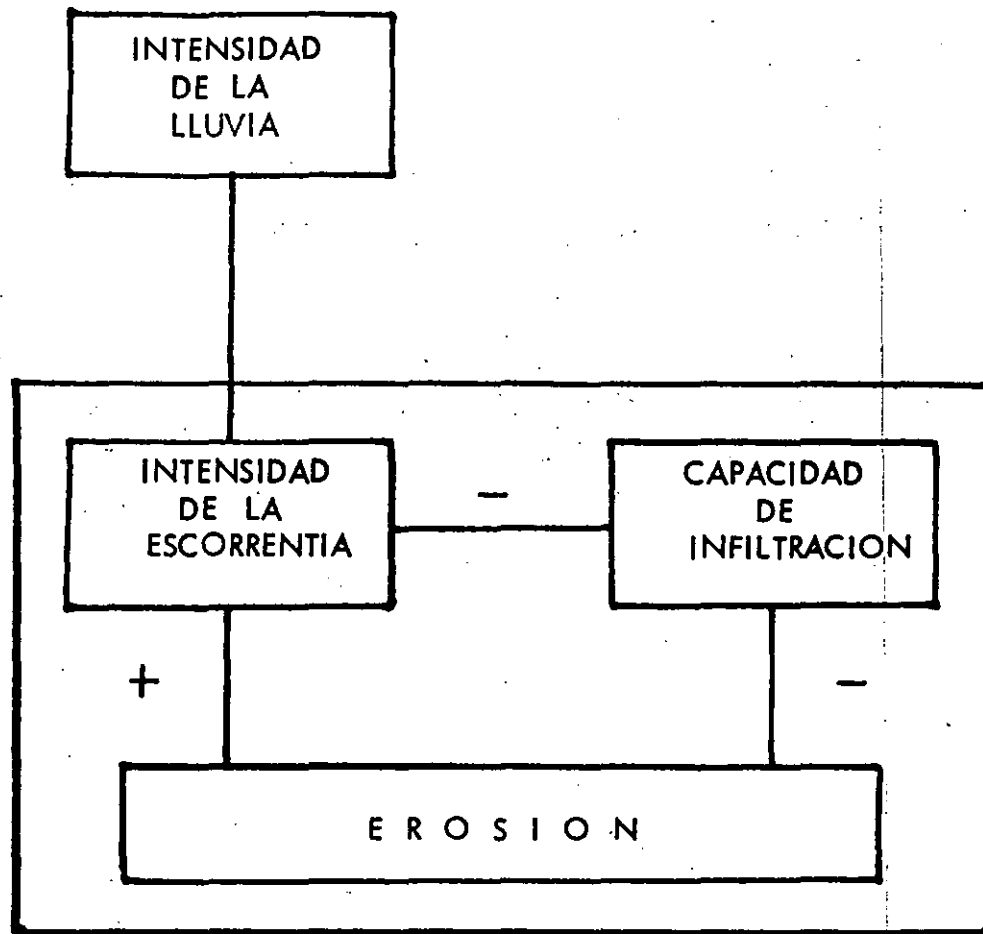 INTENSIDAD
DE LA
LLUVIA
INTENSIDAD
DE LA
ESCORRENTIA
−
CAPACIDAD
DE
INFILTRACION
+
−
E R O S I O N